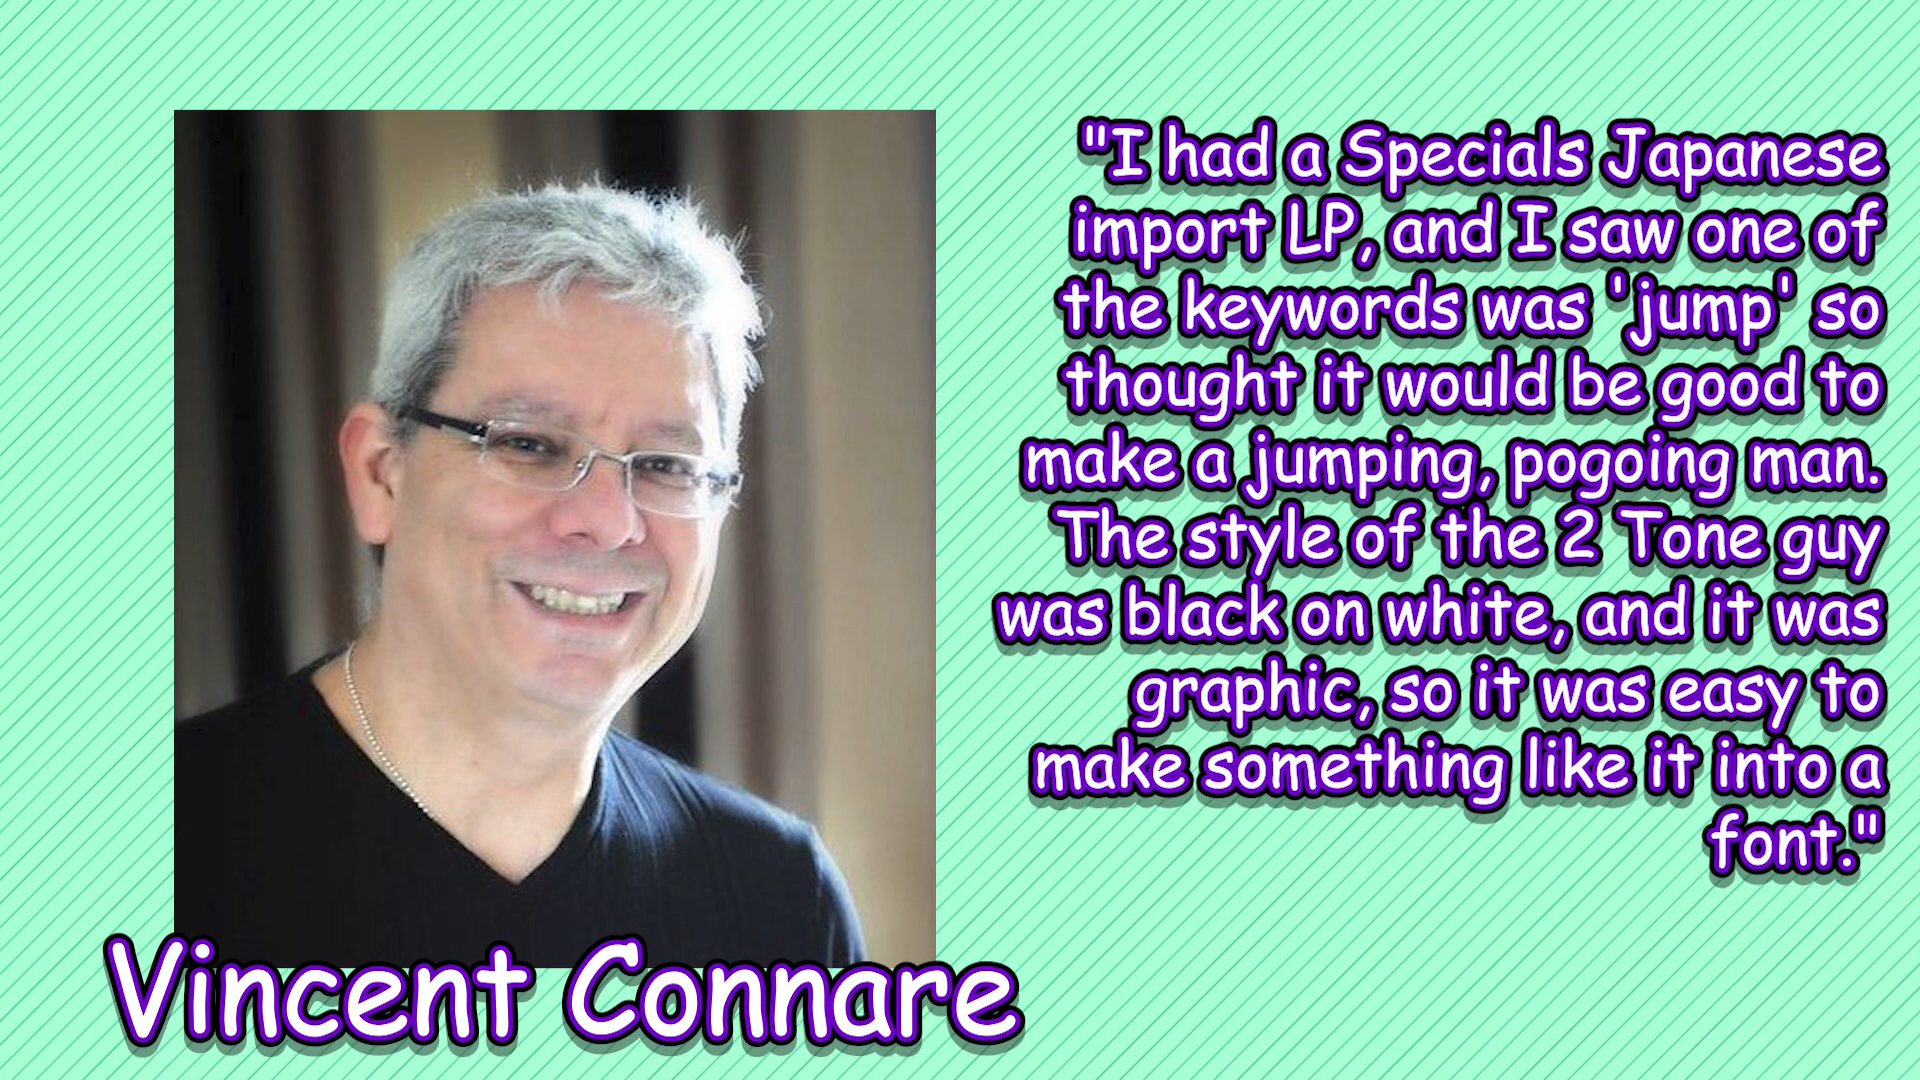 "I had a Specials Japanese
import LP, and I saw one of
the keywords was 'jump' so
thought it would be good to
make a jumping, pogoing man.
The style of the 2 Tone guy
was black on white, and it was
graphic, so it was easy to
make something like it into a
font."
Vincent Connare